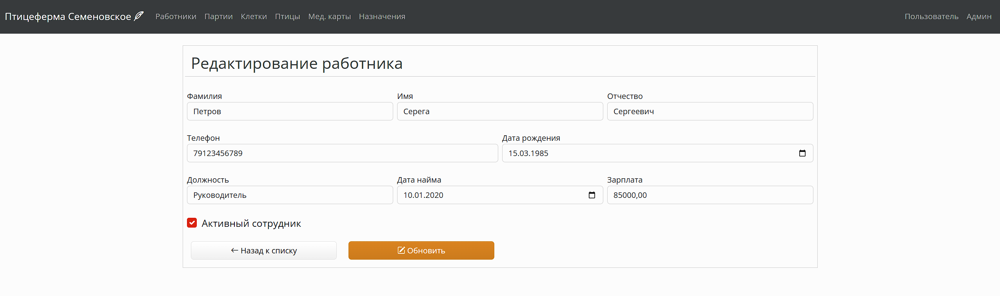 Птицеферма Семеновское Работники Партии Клетки Птицы Мед. карты Назначения Пользователь Админ
Редактирование работника
Фамилия Имя Отчество
Петров Серега Сергеевич
Телефон Дата рождения
79123456789 15.03.1985
Должность Дата найма Зарплата
Руководитель 10.01.2020 85000,00
Активный сотрудник
← Назад к списку Обновить